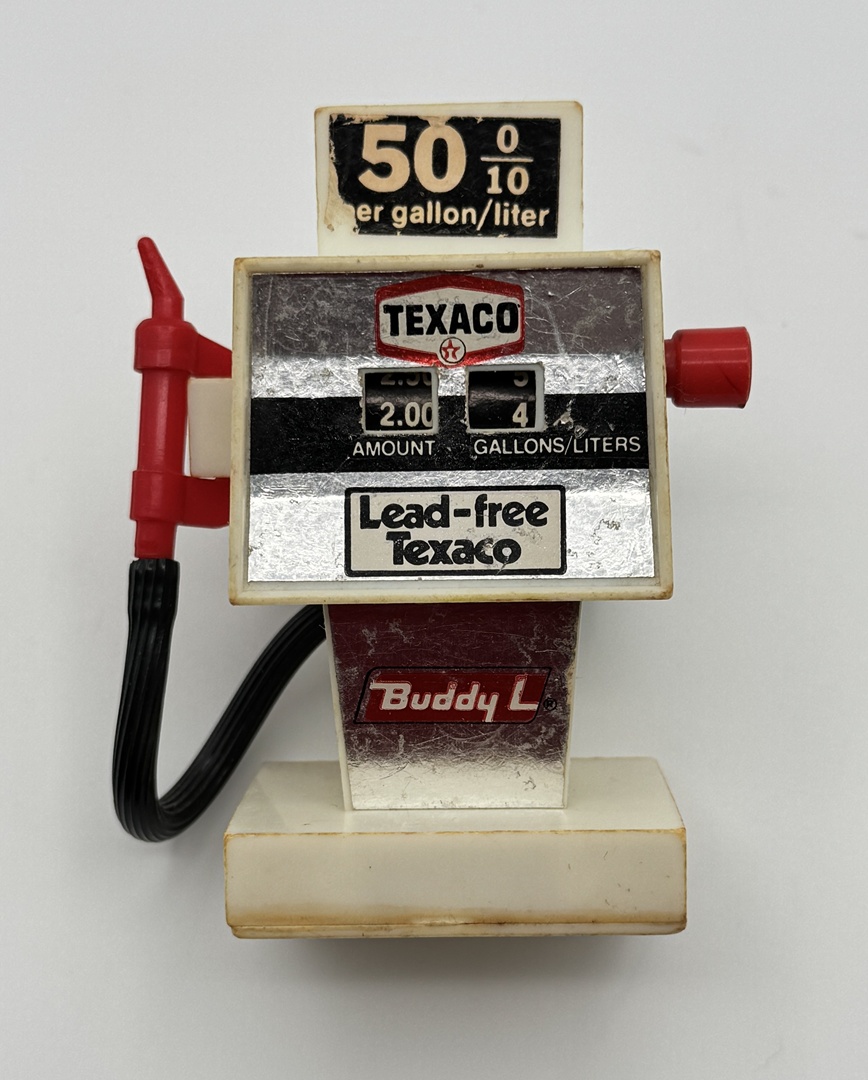 50 0/10
er gallon/liter
TEXACO
2.00 4
AMOUNT GALLONS/LITERS
Lead-free
Texaco
Buddy L®